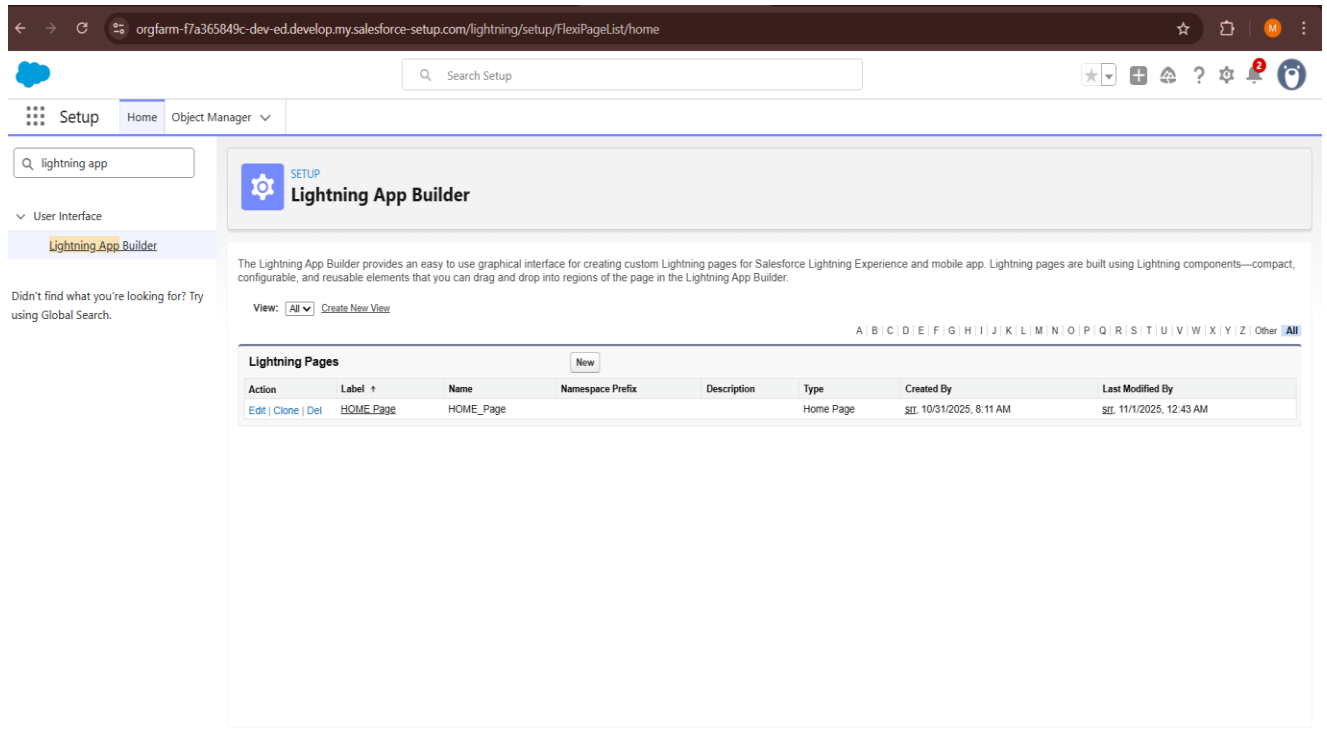 orgfarm-f7a365849c-dev-ed.develop.my.salesforce-setup.com/lightning/setup/FlexiPageList/home
M
Search Setup
2
Setup
Home
Object Manager
lightning app
User Interface
Lightning App Builder
Didn't find what you're looking for? Try
using Global Search.
SETUP
Lightning App Builder
The Lightning App Builder provides an easy to use graphical interface for creating custom Lightning pages for Salesforce Lightning Experience and mobile app. Lightning pages are built using Lightning components—compact,
configurable, and reusable elements that you can drag and drop into regions of the page in the Lightning App Builder.
View: All Create New View
A | B | C | D | E | F | G | H | I | J | K | L | M | N | O | P | Q | R | S | T | U | V | W | X | Y | Z | Other All
Lightning Pages New
Action Label ↑ Name Namespace Prefix Description Type Created By Last Modified By
Edit | Clone | Del HOME Page HOME_Page Home Page srr, 10/31/2025, 8:11 AM srr, 11/1/2025, 12:43 AM